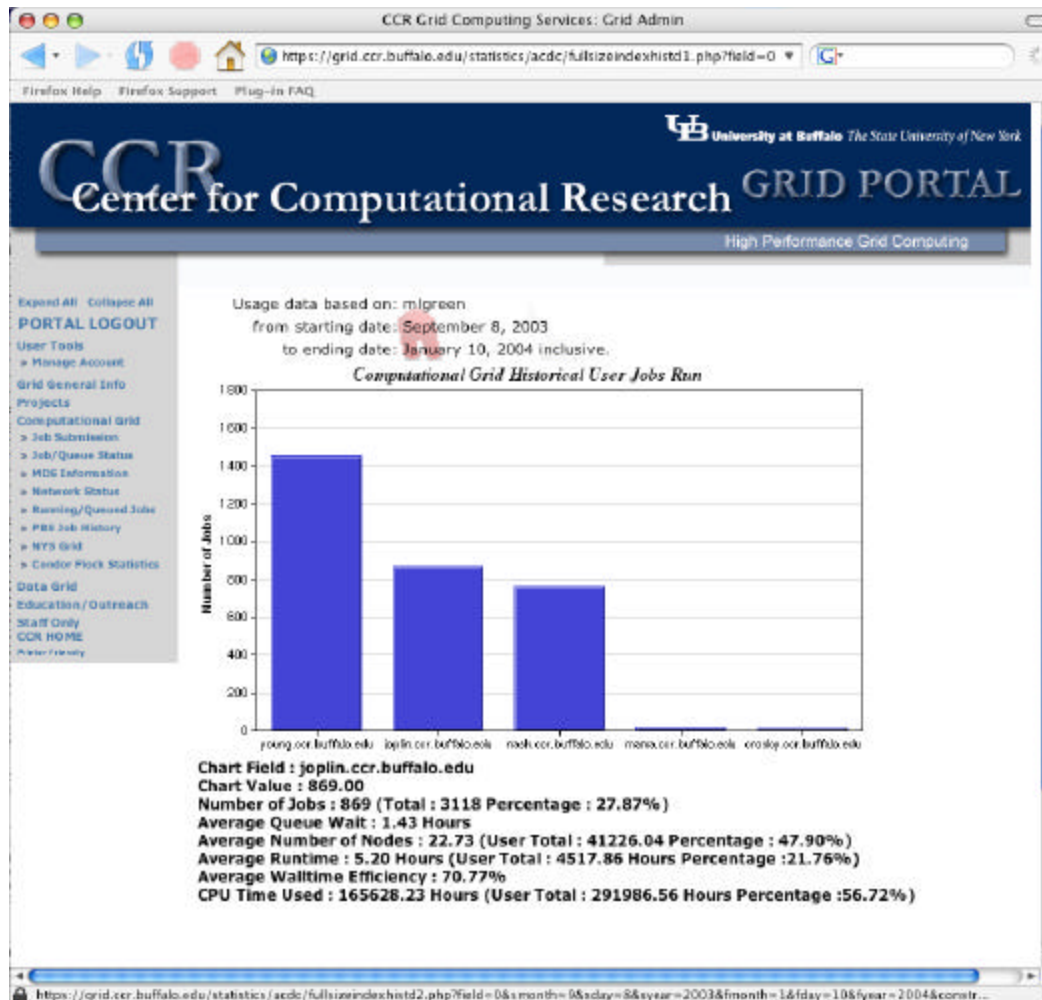 CCR Grid Computing Services: Grid Admin
https://grid.ccr.buffalo.edu/statistics/acdc/fullsizeindexhistd1.php?field=0
G
Firefox Help Firefox Support Plug-in FAQ
UB University at Buffalo The State University of New York
CCR
Center for Computational Research GRID PORTAL
High Performance Grid Computing
Expand All Collapse All
PORTAL LOGOUT
User Tools
» Manage Account
Grid General Info
Projects
Computational Grid
» Job Submission
» Job/Queue Status
» MDS Information
» Network Status
» Running/Queued Jobs
» PBS Job History
» NYS Grid
» Condor Flock Statistics
Data Grid
Education/Outreach
Staff Only
CCR HOME
Printer Friendly
Usage data based on: mlgreen
from starting date: September 8, 2003
to ending date: January 10, 2004 inclusive.
Computational Grid Historical User Jobs Run
Number of Jobs
1800
1600
1400
1200
1000
800
600
400
200
0
young.ccr.buffalo.edu joplin.ccr.buffalo.edu nash.ccr.buffalo.edu mama.ccr.buffalo.edu crosby.ccr.buffalo.edu
Chart Field : joplin.ccr.buffalo.edu
Chart Value : 869.00
Number of Jobs : 869 (Total : 3118 Percentage : 27.87%)
Average Queue Wait : 1.43 Hours
Average Number of Nodes : 22.73 (User Total : 41226.04 Percentage : 47.90%)
Average Runtime : 5.20 Hours (User Total : 4517.86 Hours Percentage :21.76%)
Average Walltime Efficiency : 70.77%
CPU Time Used : 165628.23 Hours (User Total : 291986.56 Hours Percentage :56.72%)
https://grid.ccr.buffalo.edu/statistics/acdc/fullsizeindexhistd2.php?field=0&smonth=9&sday=8&syear=2003&fmonth=1&fday=10&fyear=2004&constr...